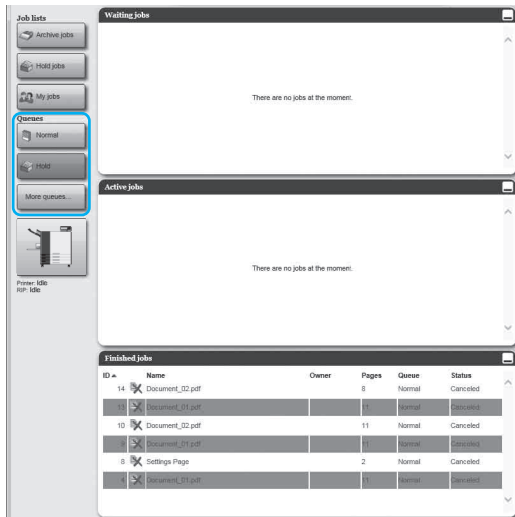 Job lists
Archive jobs
Hold jobs
My jobs
Queues
Normal
Hold
More queues...
Printer: Idle
RIP: Idle
Waiting jobs
There are no jobs at the moment.
Active jobs
There are no jobs at the moment.
Finished jobs
ID Name Owner Pages Queue Status
14 Document_02.pdf 8 Normal Canceled
13 Document_01.pdf 11 Normal Canceled
10 Document_02.pdf 11 Normal Canceled
9 Document_01.pdf 11 Normal Canceled
8 Settings Page 2 Normal Canceled
4 Document_01.pdf 11 Normal Canceled